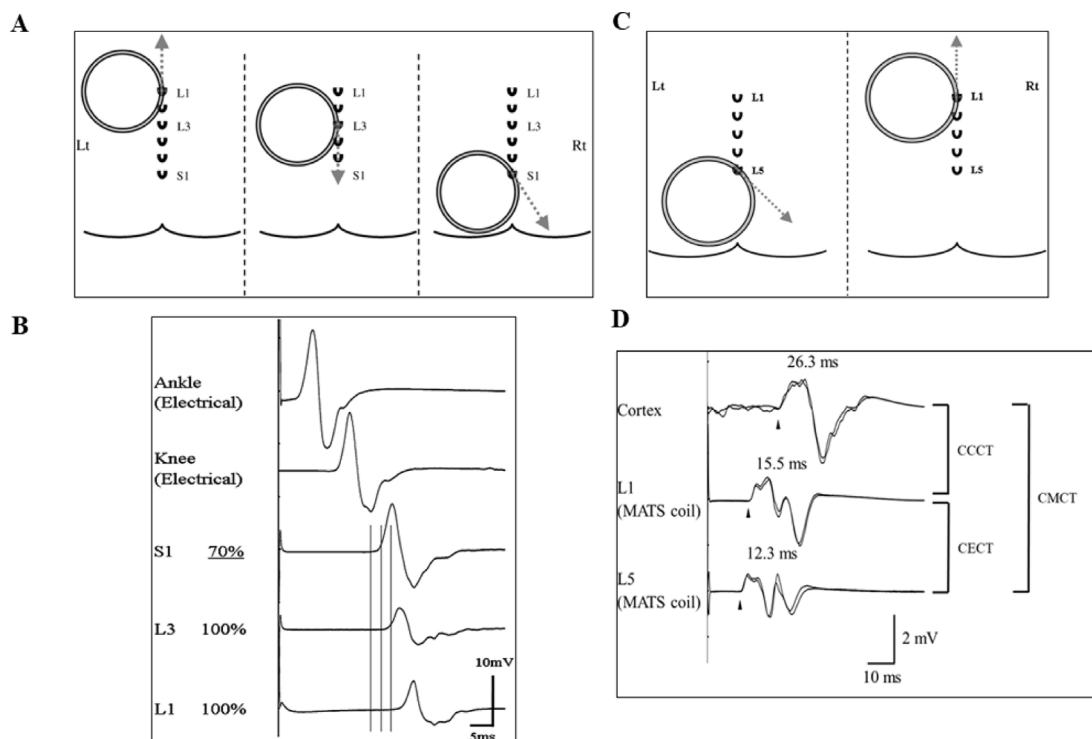 A
L1
L3
S1
Lt
L1
L3
S1
L1
L3
S1
Rt
C
Lt
L1
L5
L1
L5
Rt
B
Ankle
(Electrical)
Knee
(Electrical)
S1 70%
L3 100%
L1 100%
10mV
5ms
D
26.3 ms
Cortex
15.5 ms
L1
(MATS coil)
12.3 ms
L5
(MATS coil)
CCCT
CECT
CMCT
2 mV
10 ms